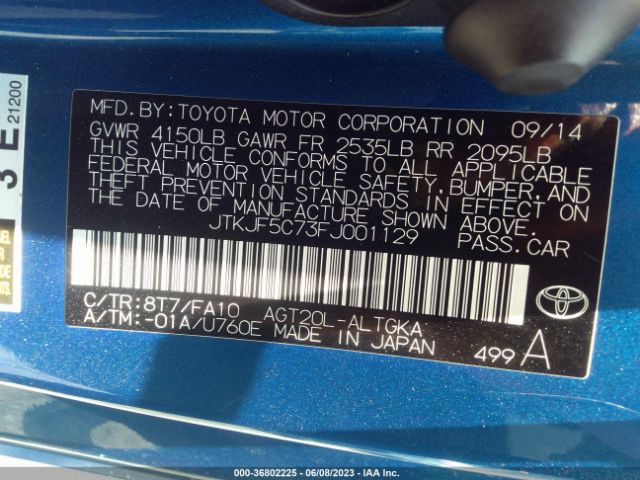 MFD. BY: TOYOTA MOTOR CORPORATION 09/14
GVWR 4150LB GAWR FR 2535LB RR 2095LB
THIS VEHICLE CONFORMS TO ALL APPLICABLE
FEDERAL MOTOR VEHICLE SAFETY, BUMPER, AND
THEFT PREVENTION STANDARDS IN EFFECT ON
THE DATE OF MANUFACTURE SHOWN ABOVE.
JTKJF5C73FJ001129 PASS.CAR
C/TR:8T7/FA10 AGT20L-ALTGKA
A/TM:-01A/U760E MADE IN JAPAN
499 A
TOYOTA
3 E
21200
000-36802225 - 06/08/2023 - IAA Inc.